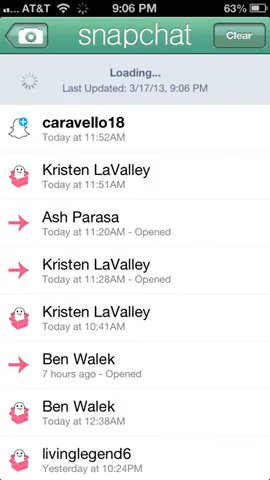 AT&T 9:06 PM 63%
snapchat Clear
Loading...
Last Updated: 3/17/13, 9:06 PM
caravello18
Today at 11:52AM
Kristen LaValley
Today at 11:51AM
Ash Parasa
Today at 11:20AM - Opened
Kristen LaValley
Today at 11:28AM - Opened
Kristen LaValley
Today at 10:41AM
Ben Walek
7 hours ago - Opened
Ben Walek
Today at 12:38AM
livinglegend6
Yesterday at 10:24PM